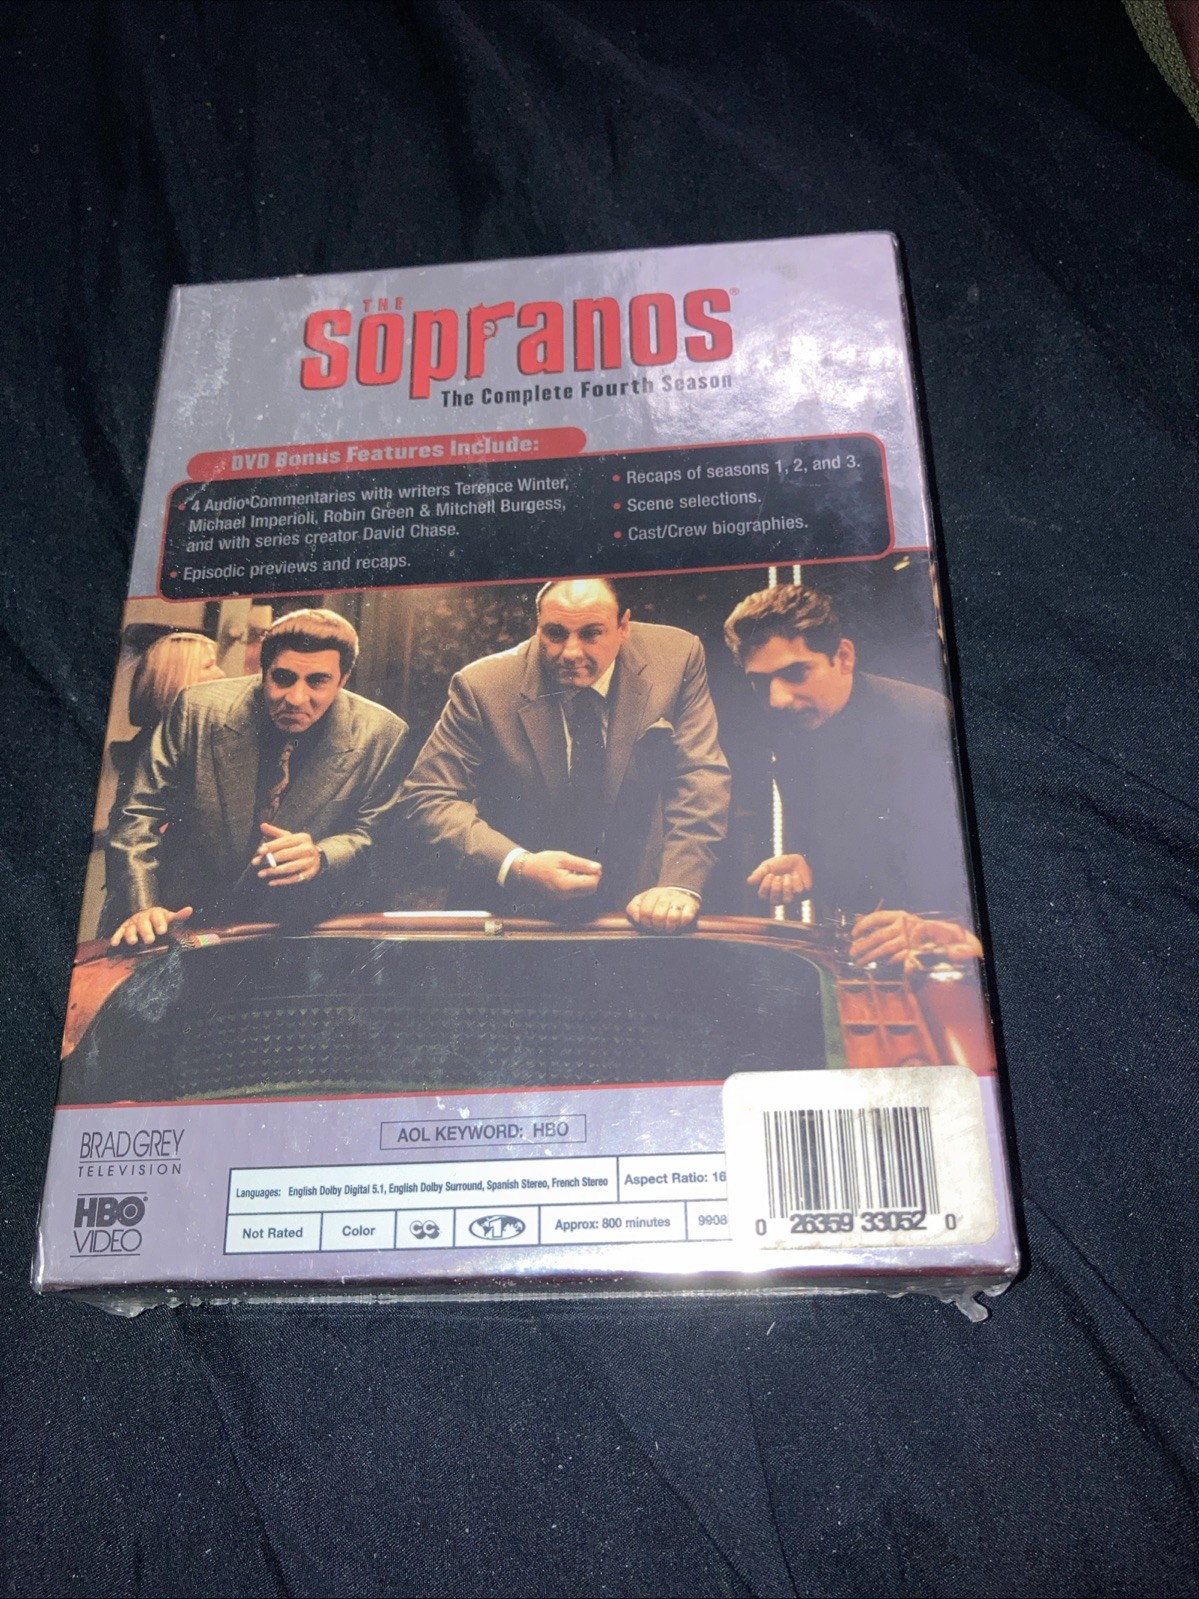 THE
Sopranos®
The Complete Fourth Season
DVD Bonus Features Include:
• 4 Audio Commentaries with writers Terence Winter,
Michael Imperioli, Robin Green & Mitchell Burgess,
and with series creator David Chase.
• Episodic previews and recaps.
• Recaps of seasons 1, 2, and 3.
• Scene selections.
• Cast/Crew biographies.
BRAD GREY
TELEVISION
HBO®
VIDEO
AOL KEYWORD: HBO
Languages: English Dolby Digital 5.1, English Dolby Surround, Spanish Stereo, French Stereo
Aspect Ratio: 16
Not Rated
Color
CC
1
Approx: 800 minutes
9908
0 26359 33052 0